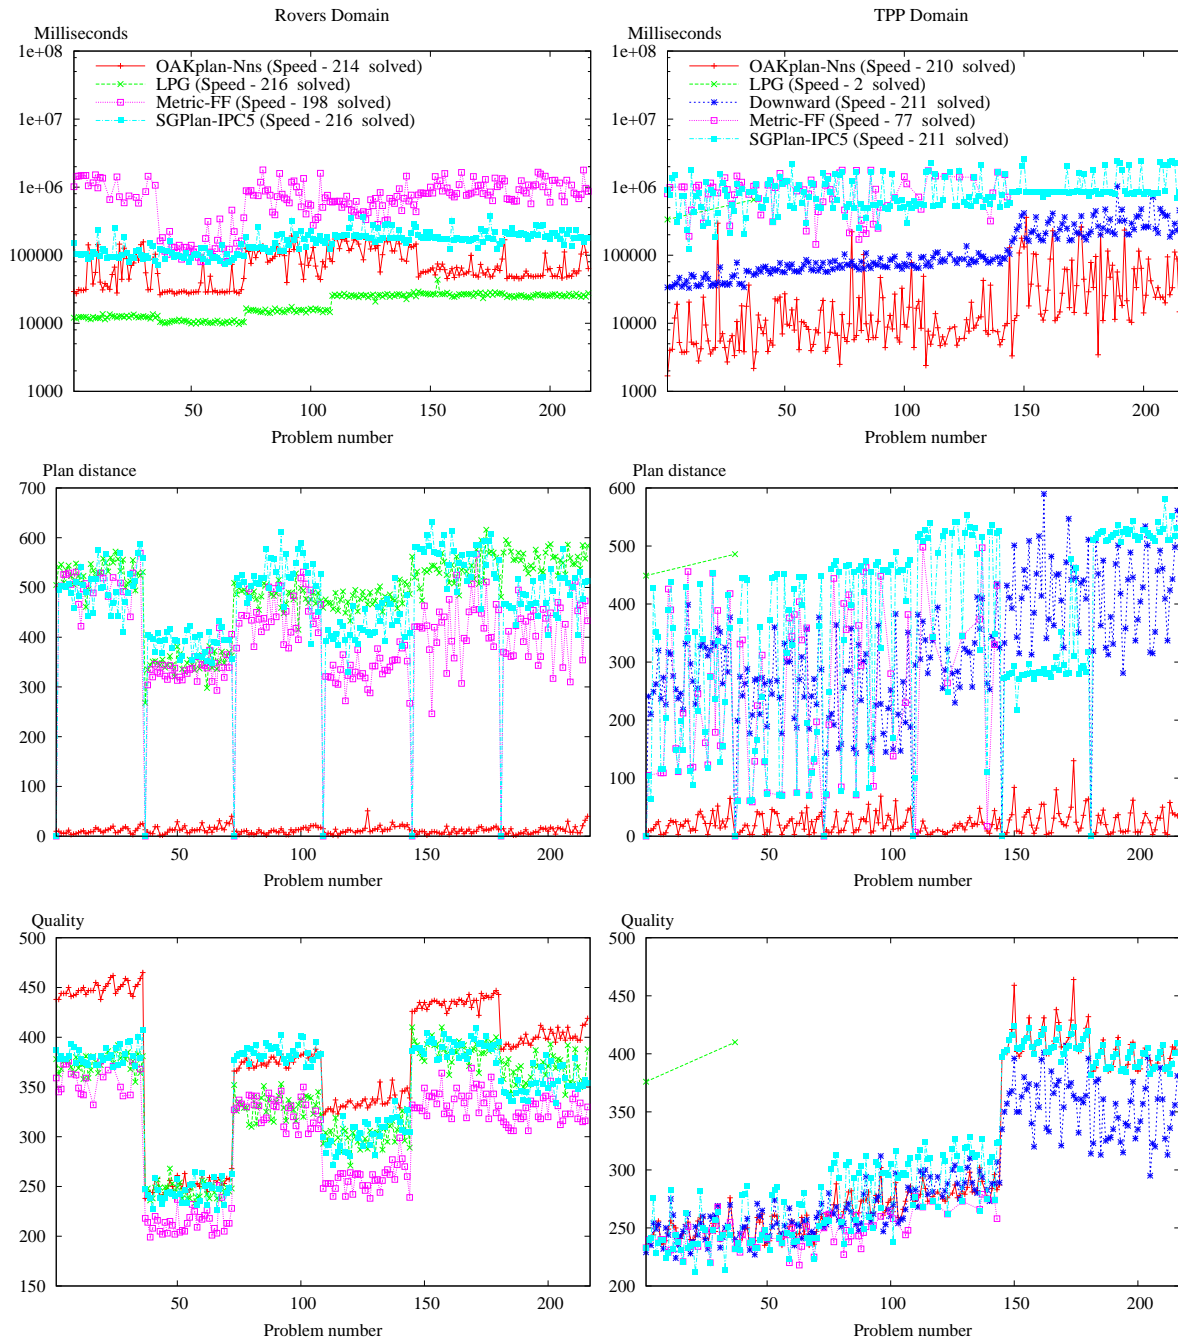 Rovers Domain
Milliseconds
1e+08
1e+07
1e+06
100000
10000
1000
OAKplan-Nns (Speed - 214 solved)
LPG (Speed - 216 solved)
Metric-FF (Speed - 198 solved)
SGPlan-IPC5 (Speed - 216 solved)
50 100 150 200
Problem number
TPP Domain
Milliseconds
1e+08
1e+07
1e+06
100000
10000
1000
OAKplan-Nns (Speed - 210 solved)
LPG (Speed - 2 solved)
Downward (Speed - 211 solved)
Metric-FF (Speed - 77 solved)
SGPlan-IPC5 (Speed - 211 solved)
50 100 150 200
Problem number
Plan distance
700
600
500
400
300
200
100
0
50 100 150 200
Problem number
Plan distance
600
500
400
300
200
100
0
50 100 150 200
Problem number
Quality
500
450
400
350
300
250
200
150
50 100 150 200
Problem number
Quality
500
450
400
350
300
250
200
50 100 150 200
Problem number